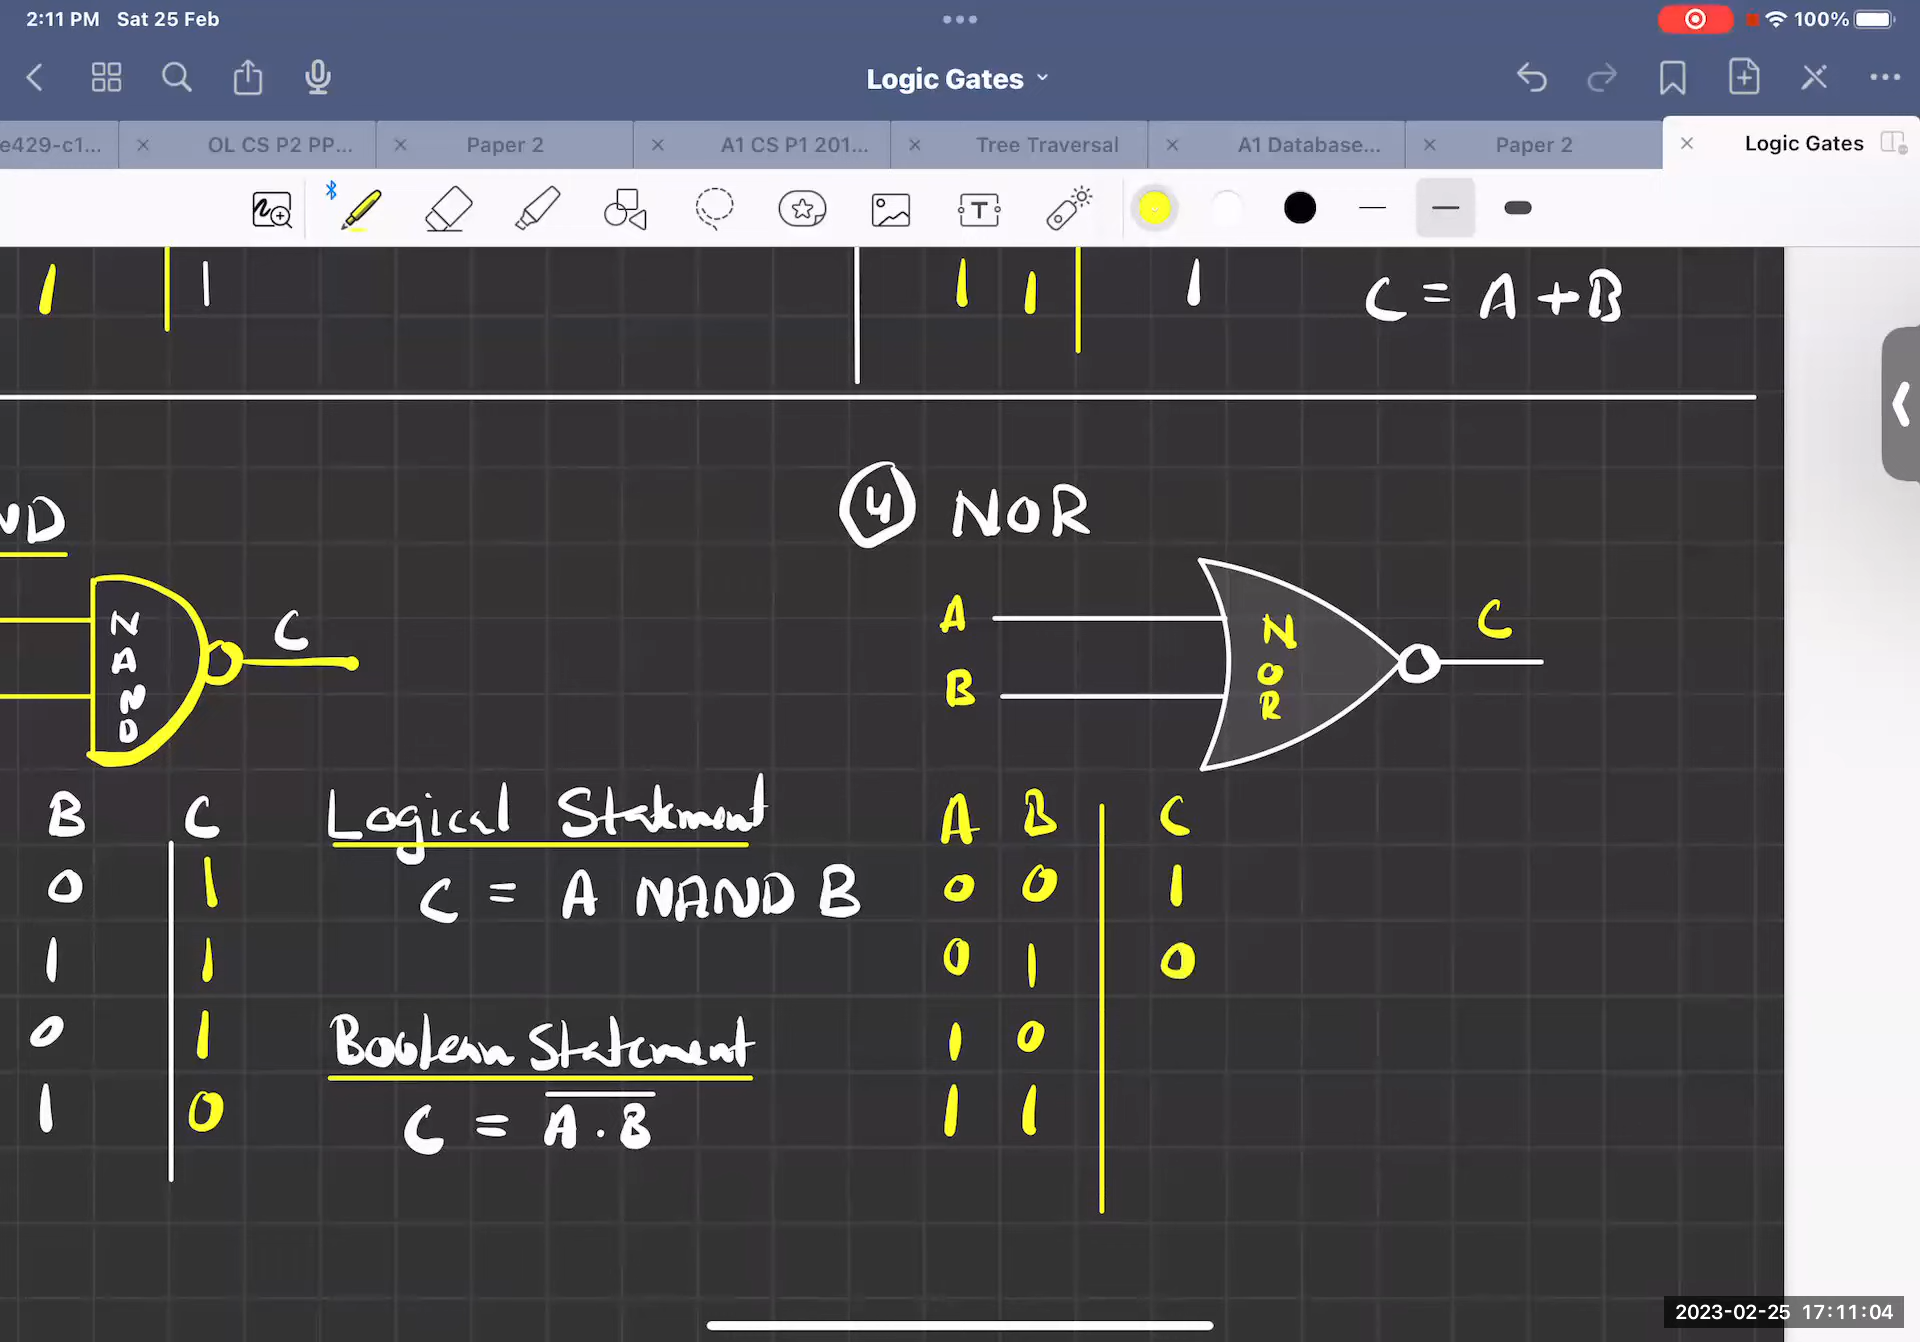 2:11 PM Sat 25 Feb
100%
Logic Gates
e429-c1...
OL CS P2 PP...
Paper 2
A1 CS P1 201...
Tree Traversal
A1 Database...
Paper 2
Logic Gates
1 1
1 1 1 C = A + B
ND
4 NOR
NAND
C
A
B
NOR
C
B C
0 1
1 1
0 1
1 0
Logical Statement
C = A NAND B
Boolean Statement
C = \overline{A . B}
A B C
0 0 1
0 1 0
1 0
1 1
2023-02-25 17:11:04